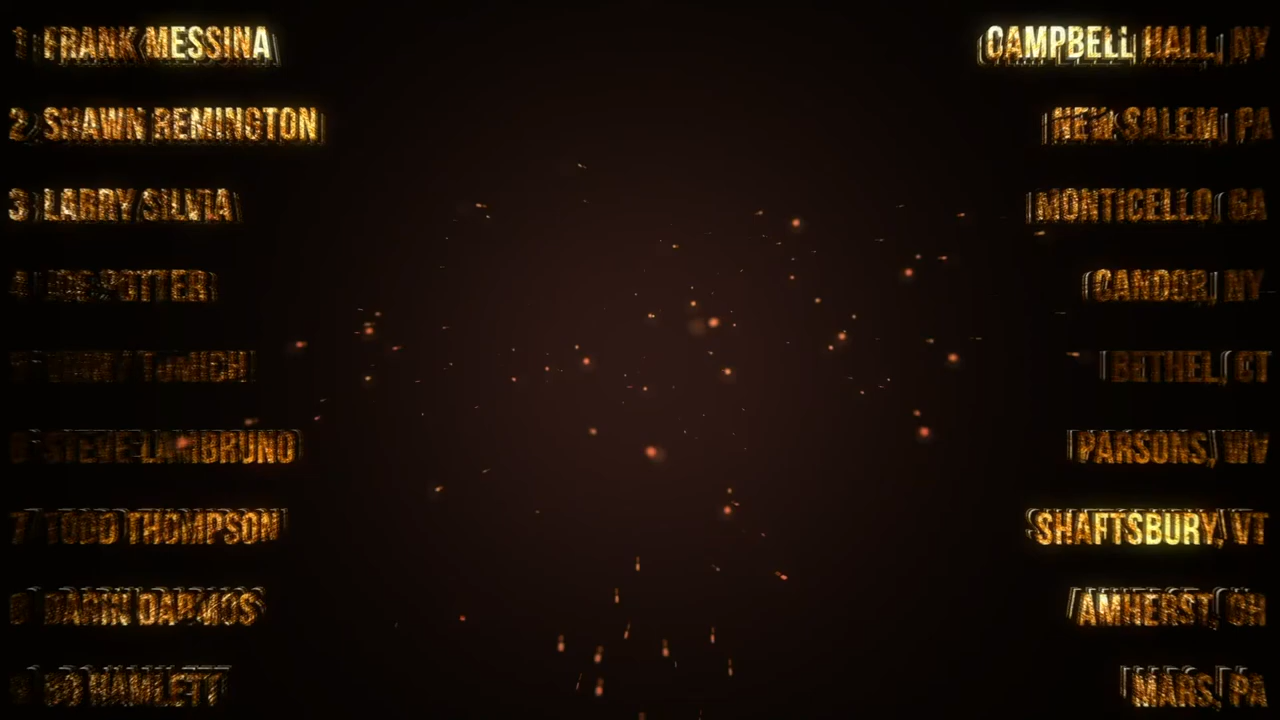 1 FRANK MESSINA CAMPBELL HALL, NY
2 SHAWN REMINGTON NEW SALEM, PA
3 LARRY SILVIA MONTICELLO, GA
4 POTTER CANDOR, NY
BETHEL, CT
6 STEVE LAMBRUNO PARSONS, WV
7 TODD THOMPSON SHAFTSBURY, VT
8 DARIN AMHERST, OH
9 HAMLETT MARS, PA